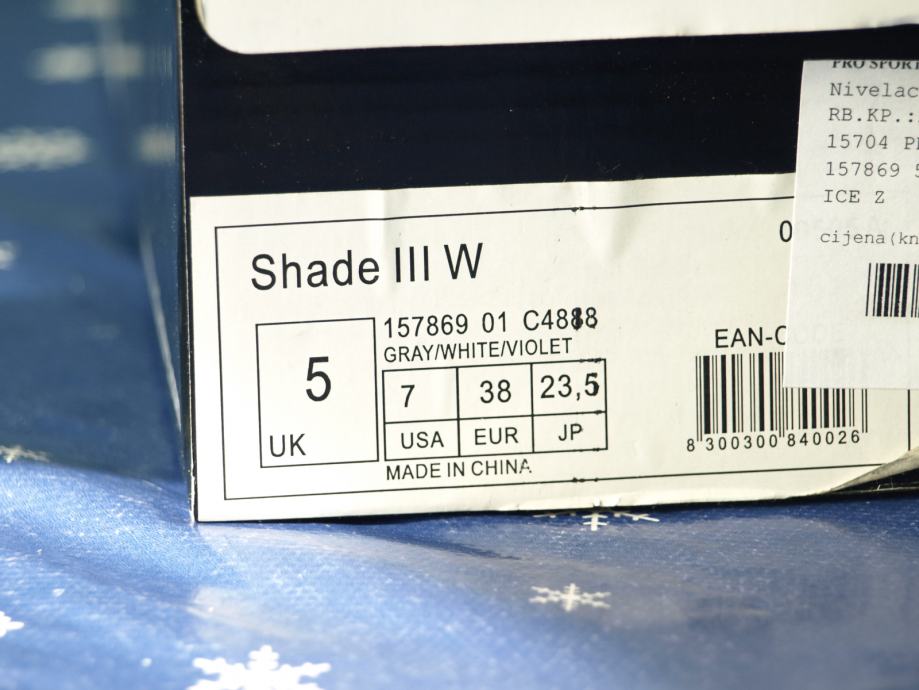 PRO SPORT
Nivelac
RB.KP.:
15704 P
157869 5
ICE Z
cijena(kn
Shade III W
0
157869 01 C4888
GRAY/WHITE/VIOLET
5
UK
7 38 23,5
USA EUR JP
MADE IN CHINA
EAN-C
8 300300 840026